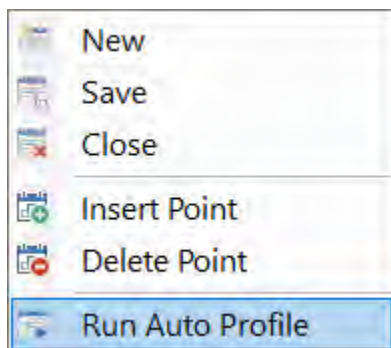 New
Save
Close
Insert Point
Delete Point
Run Auto Profile